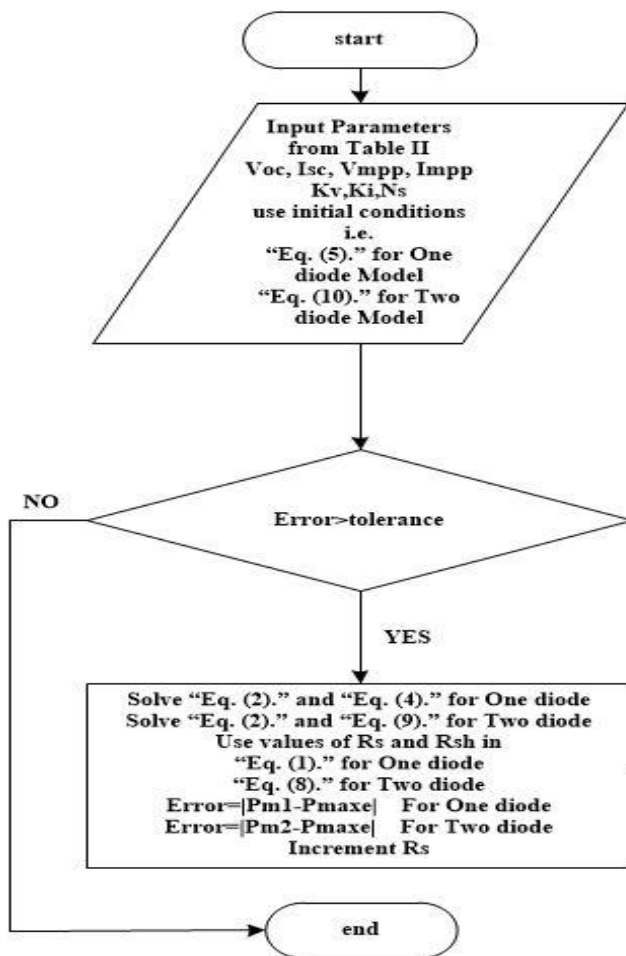 start
Input Parameters
from Table II
Voc, Isc, Vmpp, Impp
Kv,Ki,Ns
use initial conditions
i.e.
“Eq. (5).” for One
diode Model
“Eq. (10).” for Two
diode Model
NO
Error>tolerance
YES
Solve “Eq. (2).” and “Eq. (4).” for One diode
Solve “Eq. (2).” and “Eq. (9).” for Two diode
Use values of Rs and Rsh in
“Eq. (1).” for One diode
“Eq. (8).” for Two diode
Error=|Pm1-Pmaxe| For One diode
Error=|Pm2-Pmaxe| For Two diode
Increment Rs
end